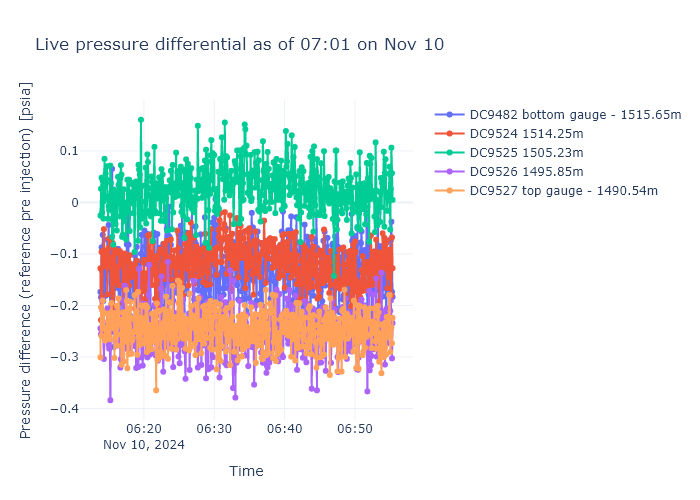 Live pressure differential as of 07:01 on Nov 10
Pressure difference (reference pre injection) [psia]
0.1
0
−0.1
−0.2
−0.3
−0.4
06:20
06:30
06:40
06:50
Nov 10, 2024
Time
DC9482 bottom gauge - 1515.65m
DC9524 1514.25m
DC9525 1505.23m
DC9526 1495.85m
DC9527 top gauge - 1490.54m